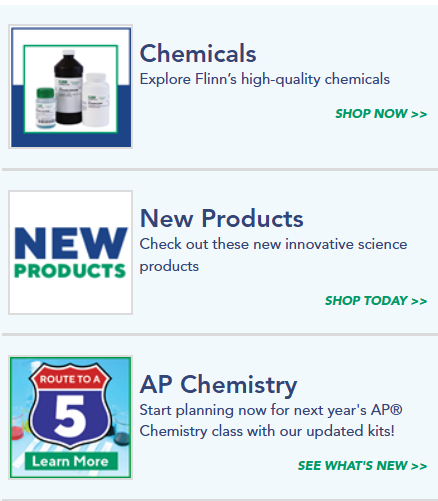 Chemicals
Explore Flinn's high-quality chemicals
SHOP NOW >>
NEW
PRODUCTS
New Products
Check out these new innovative science
products
SHOP TODAY >>
ROUTE TO A
5
Learn More
AP Chemistry
Start planning now for next year's AP®
Chemistry class with our updated kits!
SEE WHAT'S NEW >>